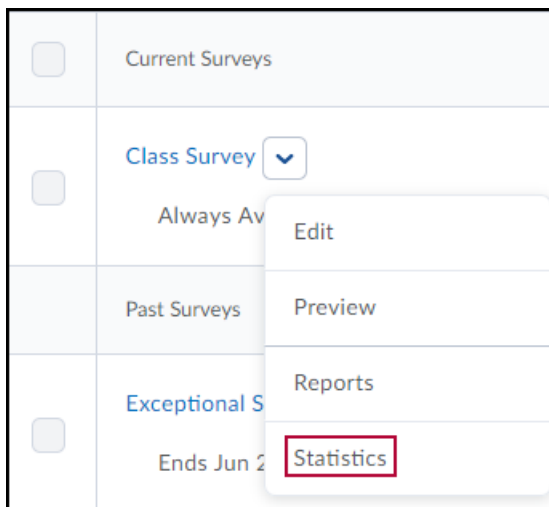 Current Surveys
Class Survey
Always Av
Edit
Preview
Past Surveys
Reports
Exceptional S
Statistics
Ends Jun 2